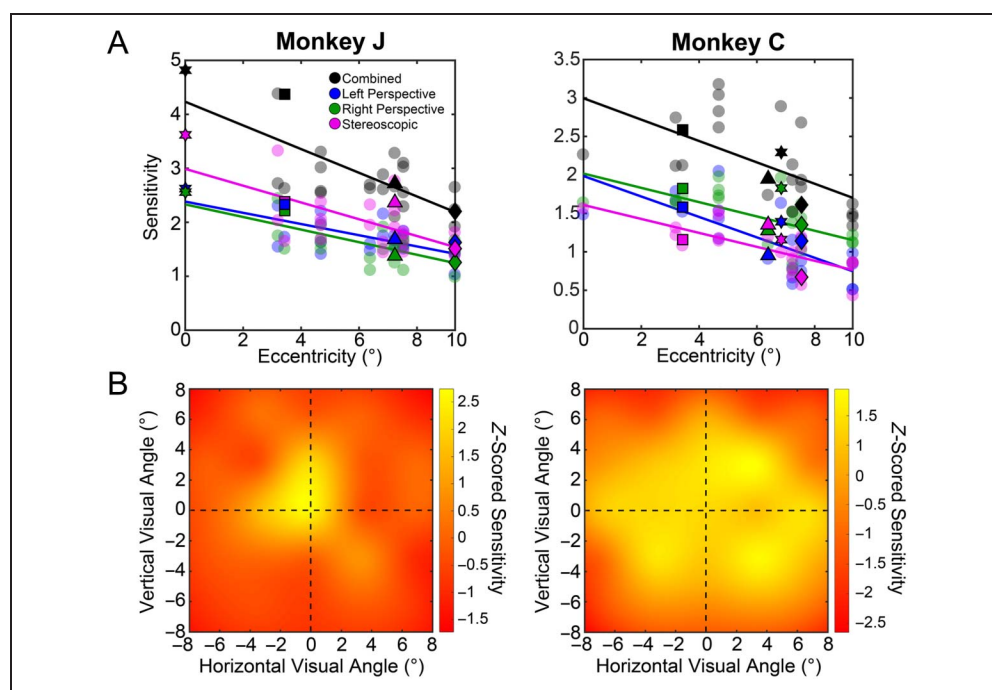 A
Monkey J
Monkey C
5
4
3
2
1
0
Sensitivity
Combined
Left Perspective
Right Perspective
Stereoscopic
0 2 4 6 8 10
Eccentricity (°)
3.5
3
2.5
2
1.5
1
0.5
0
0 2 4 6 8 10
Eccentricity (°)
B
8
6
4
2
0
−2
−4
−6
−8
Vertical Visual Angle (°)
−8 −6 −4 −2 0 2 4 6 8
Horizontal Visual Angle (°)
2.5
2
1.5
1
0.5
0
−0.5
−1
−1.5
Z-Scored Sensitivity
8
6
4
2
0
−2
−4
−6
−8
Vertical Visual Angle (°)
−8 −6 −4 −2 0 2 4 6 8
Horizontal Visual Angle (°)
1.5
1
0.5
0
−0.5
−1
−1.5
−2
−2.5
Z-Scored Sensitivity